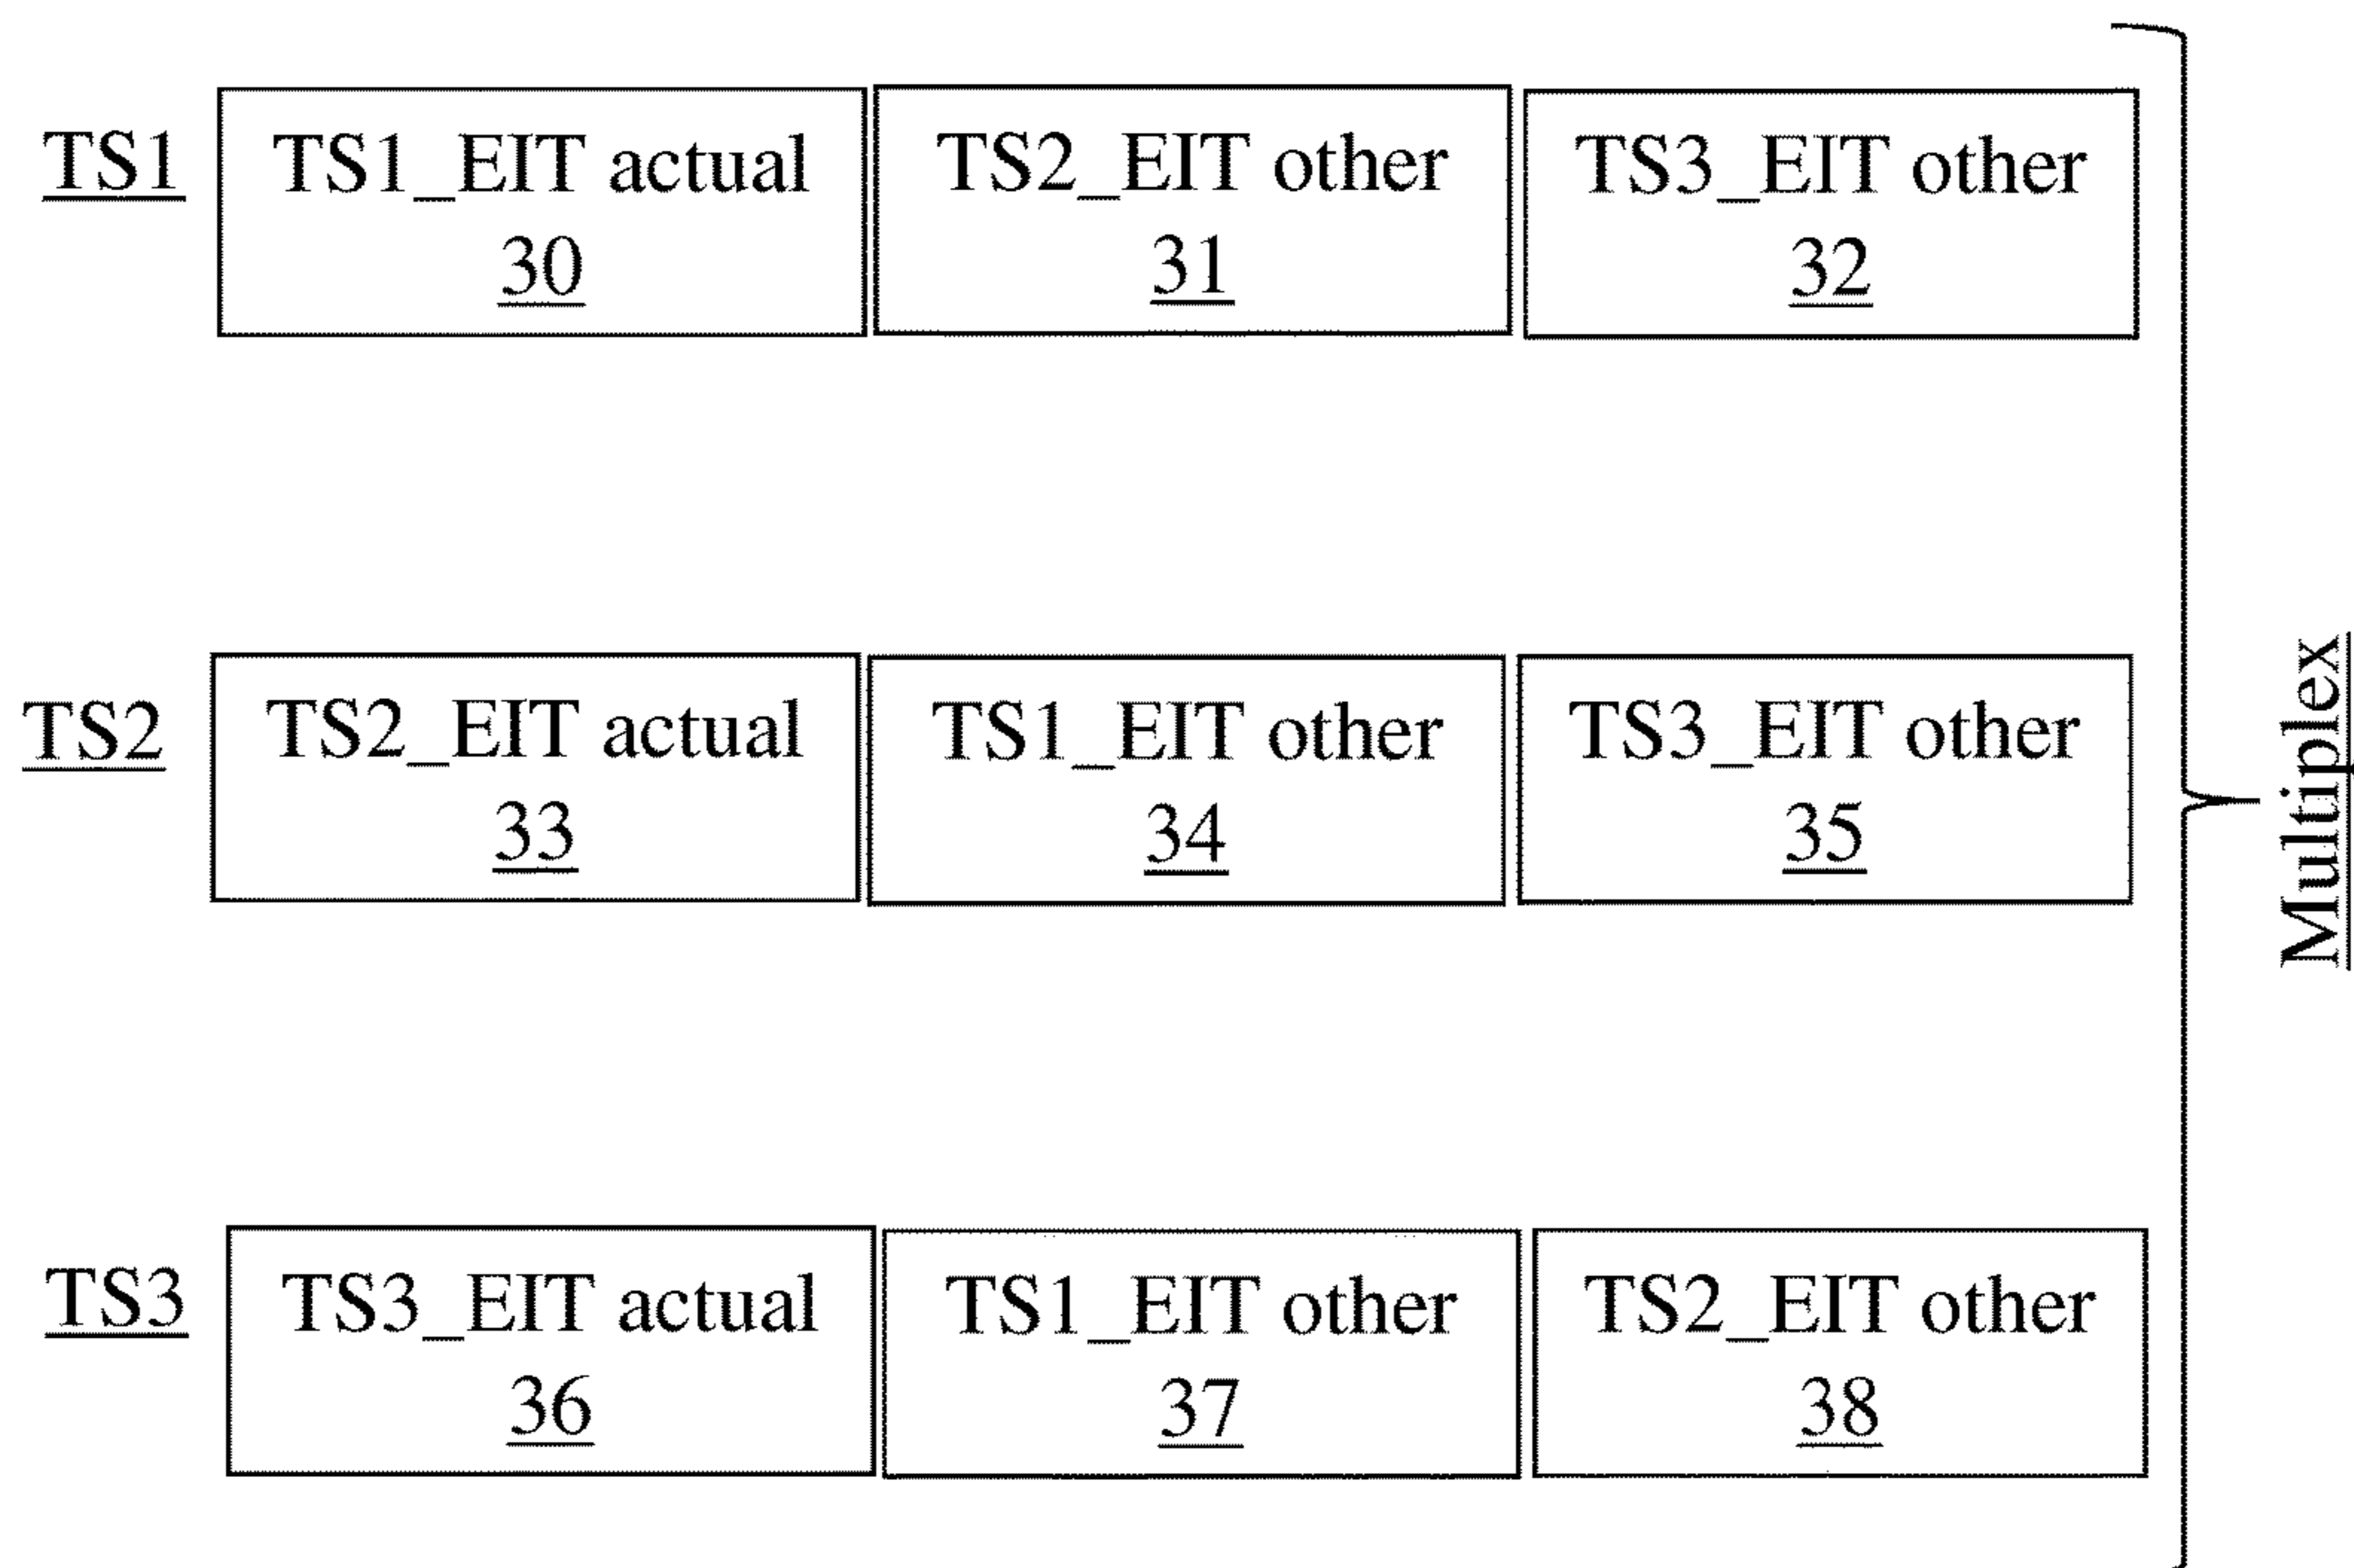 TS1
TS1_EIT actual
30
TS2_EIT other
31
TS3_EIT other
32
TS2
TS2_EIT actual
33
TS1_EIT other
34
TS3_EIT other
35
TS3
TS3_EIT actual
36
TS1_EIT other
37
TS2_EIT other
38
Multiplex